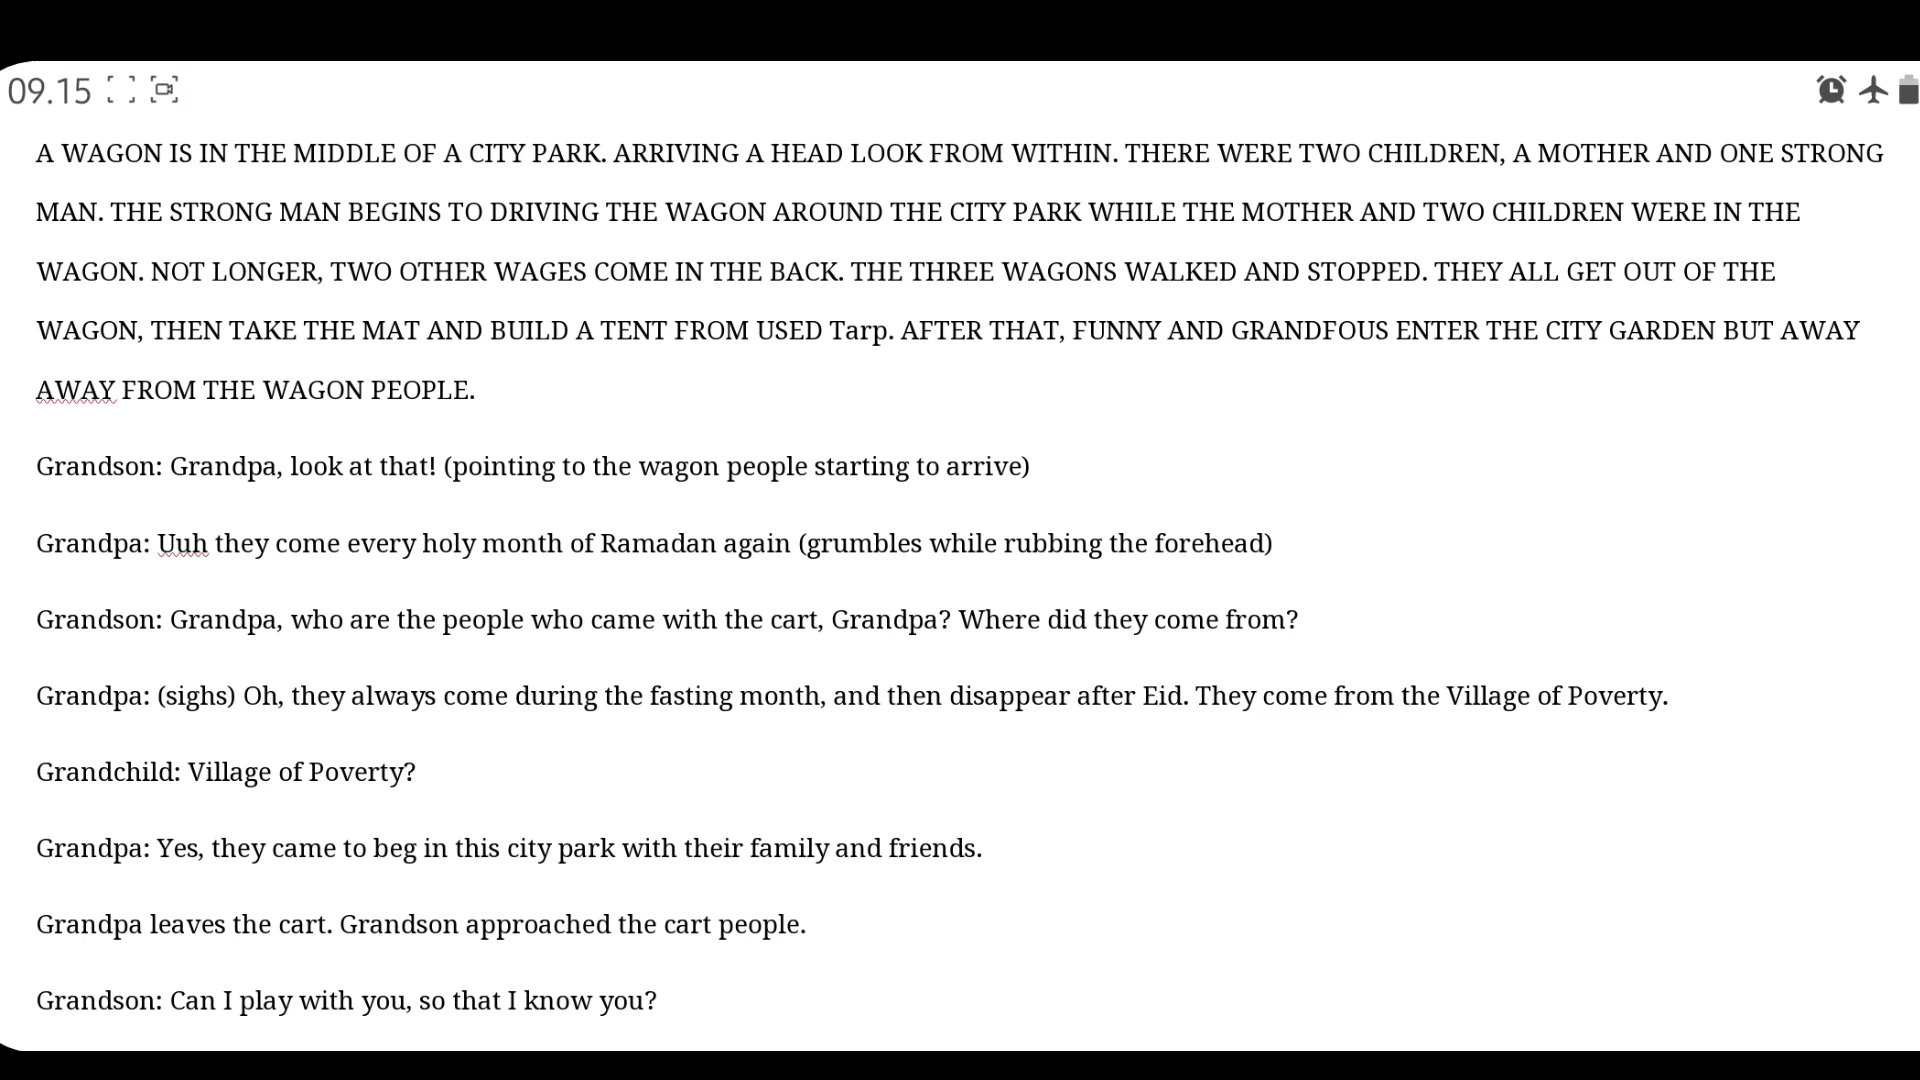 09.15
A WAGON IS IN THE MIDDLE OF A CITY PARK. ARRIVING A HEAD LOOK FROM WITHIN. THERE WERE TWO CHILDREN, A MOTHER AND ONE STRONG
MAN. THE STRONG MAN BEGINS TO DRIVING THE WAGON AROUND THE CITY PARK WHILE THE MOTHER AND TWO CHILDREN WERE IN THE
WAGON. NOT LONGER, TWO OTHER WAGES COME IN THE BACK. THE THREE WAGONS WALKED AND STOPPED. THEY ALL GET OUT OF THE
WAGON, THEN TAKE THE MAT AND BUILD A TENT FROM USED Tarp. AFTER THAT, FUNNY AND GRANDFOUS ENTER THE CITY GARDEN BUT AWAY
AWAY FROM THE WAGON PEOPLE.
Grandson: Grandpa, look at that! (pointing to the wagon people starting to arrive)
Grandpa: Uuh they come every holy month of Ramadan again (grumbles while rubbing the forehead)
Grandson: Grandpa, who are the people who came with the cart, Grandpa? Where did they come from?
Grandpa: (sighs) Oh, they always come during the fasting month, and then disappear after Eid. They come from the Village of Poverty.
Grandchild: Village of Poverty?
Grandpa: Yes, they came to beg in this city park with their family and friends.
Grandpa leaves the cart. Grandson approached the cart people.
Grandson: Can I play with you, so that I know you?